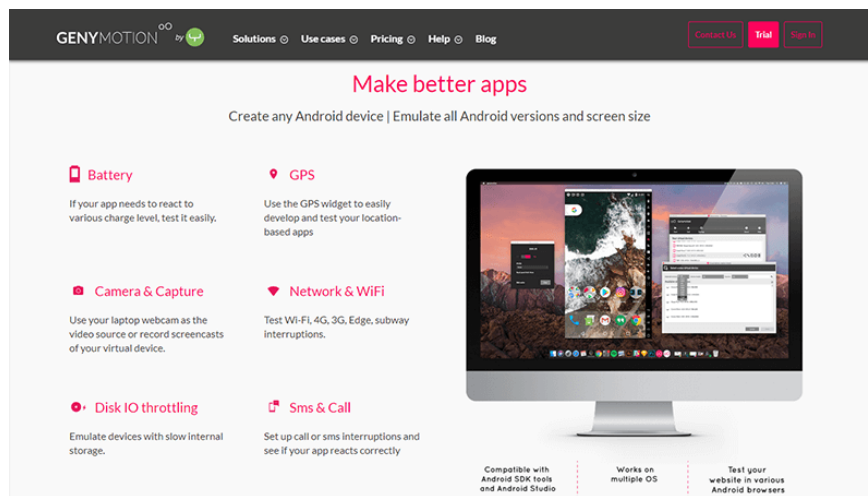 GENYMOTION by
Solutions Use cases Pricing Help Blog
Contact Us Trial Sign In
Make better apps
Create any Android device | Emulate all Android versions and screen size
Battery
If your app needs to react to
various charge level, test it easily.
GPS
Use the GPS widget to easily
develop and test your location-
based apps
Camera & Capture
Use your laptop webcam as the
video source or record screencasts
of your virtual device.
Network & WiFi
Test Wi-Fi, 4G, 3G, Edge, subway
interruptions.
Disk IO throttling
Emulate devices with slow internal
storage.
Sms & Call
Set up call or sms interruptions and
see if your app reacts correctly
Compatible with
Android SDK tools
and Android Studio
Works on
multiple OS
Test your
website in various
Android browsers